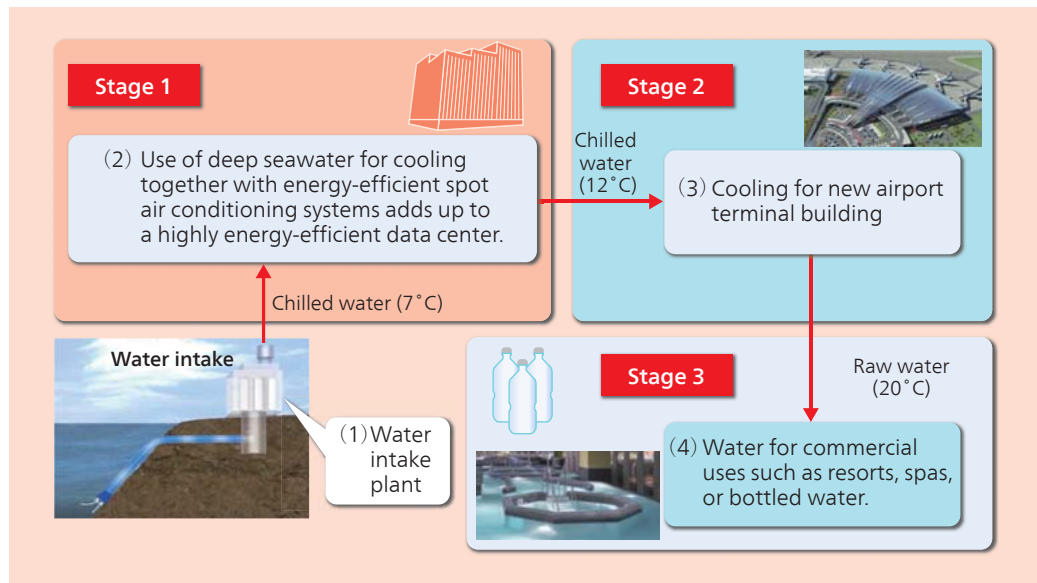 Stage 1
(2) Use of deep seawater for cooling
together with energy-efficient spot
air conditioning systems adds up to
a highly energy-efficient data center.
Chilled water (7˚C)
Water intake
(1) Water
intake
plant
Stage 2
Chilled
water
(12˚C)
(3) Cooling for new airport
terminal building
Stage 3
Raw water
(20˚C)
(4) Water for commercial
uses such as resorts, spas,
or bottled water.